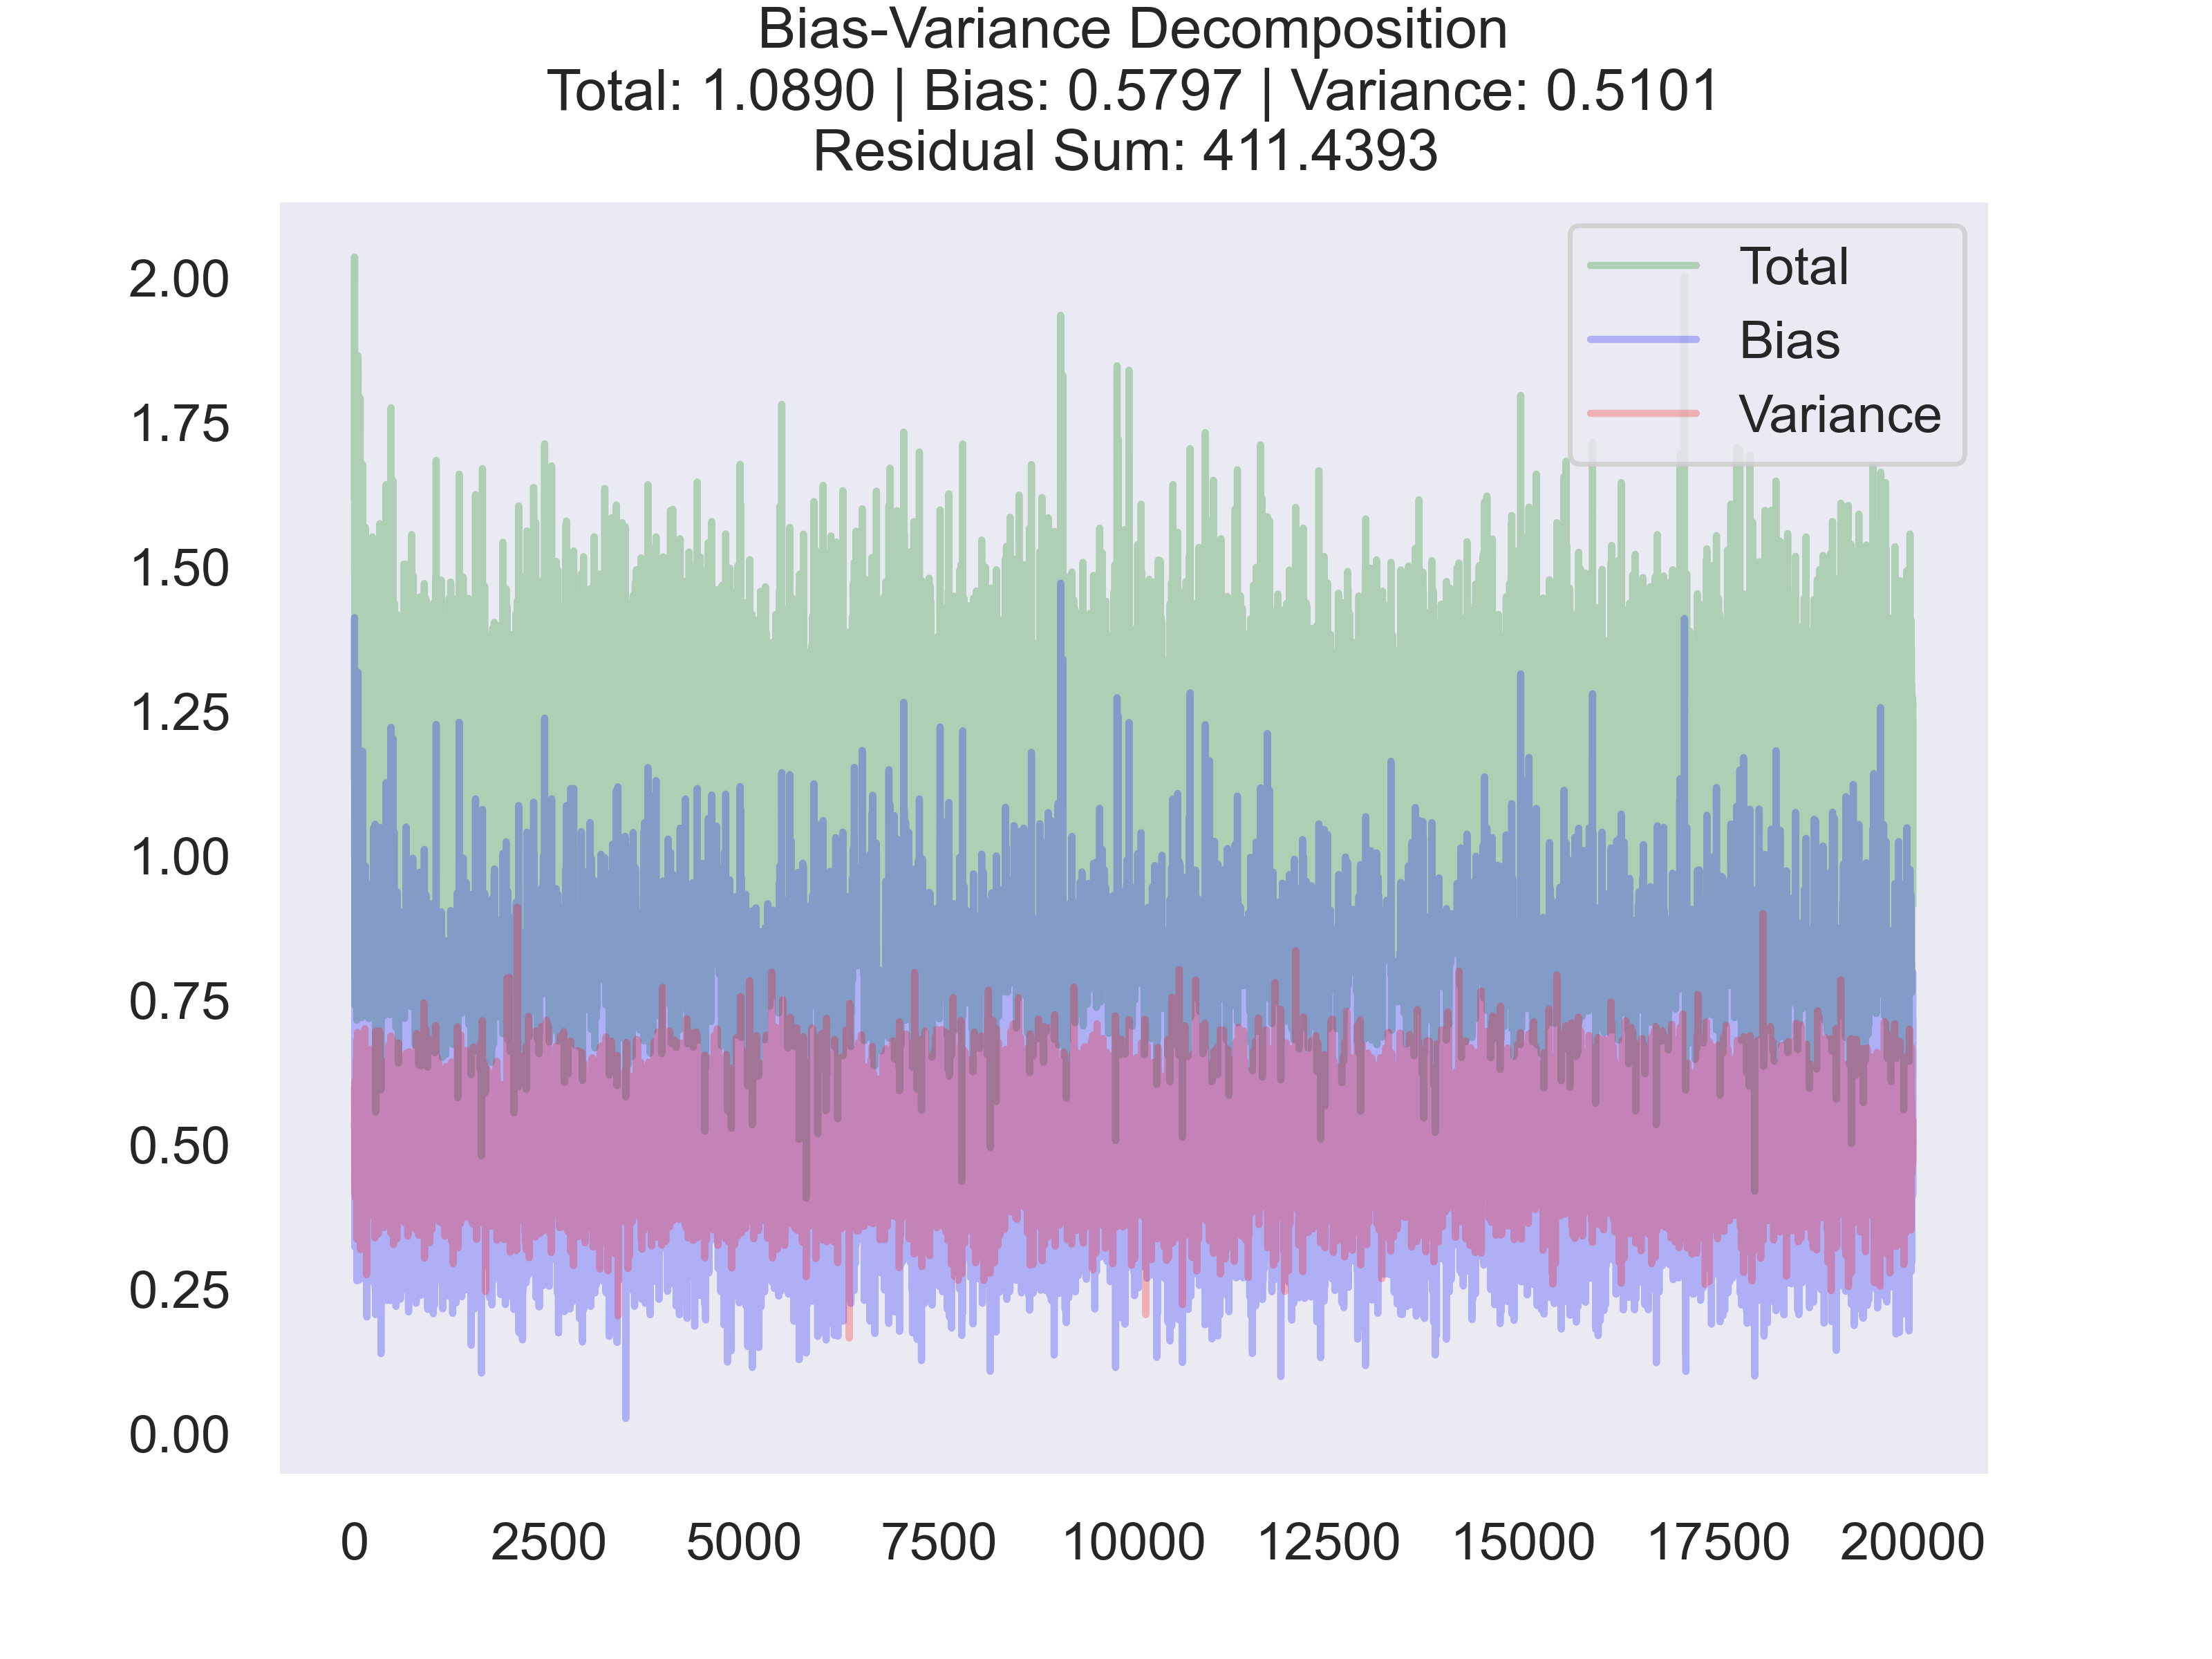 Bias-Variance Decomposition
Total: 1.0890 | Bias: 0.5797 | Variance: 0.5101
Residual Sum: 411.4393
Total
Bias
Variance
2.00
1.75
1.50
1.25
1.00
0.75
0.50
0.25
0.00
0 2500 5000 7500 10000 12500 15000 17500 20000